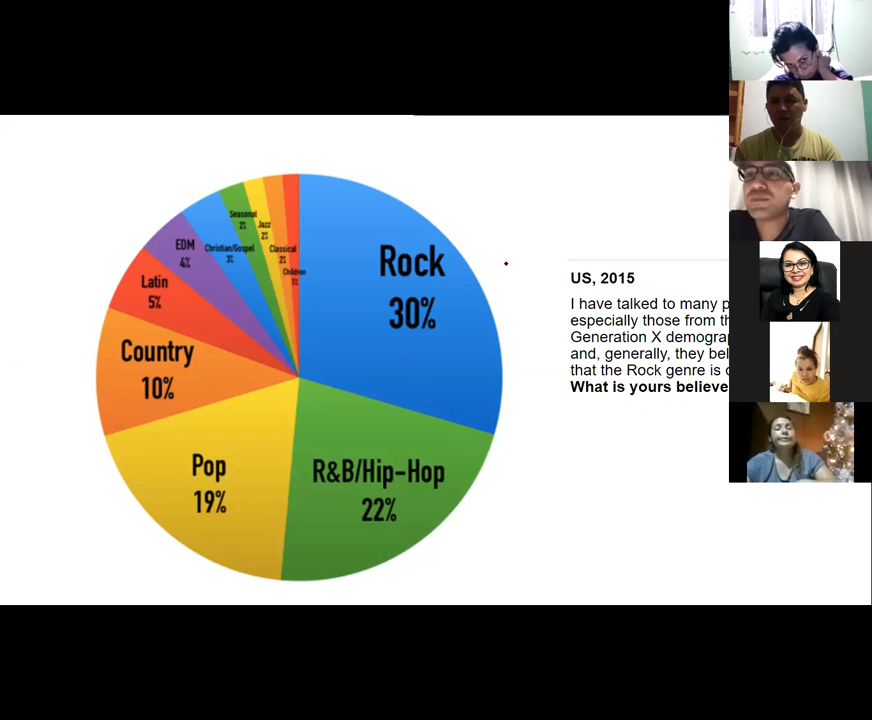 Rock
30%
R&B/Hip-Hop
22%
Pop
19%
Country
10%
Latin
5%
EDM
4%
Christian/Gospel
3%
Seasonal
2%
Jazz
2%
Classical
2%
Children
1%
US, 2015
I have talked to many p
especially those from th
Generation X demogra
and, generally, they bel
that the Rock genre is
What is yours believe